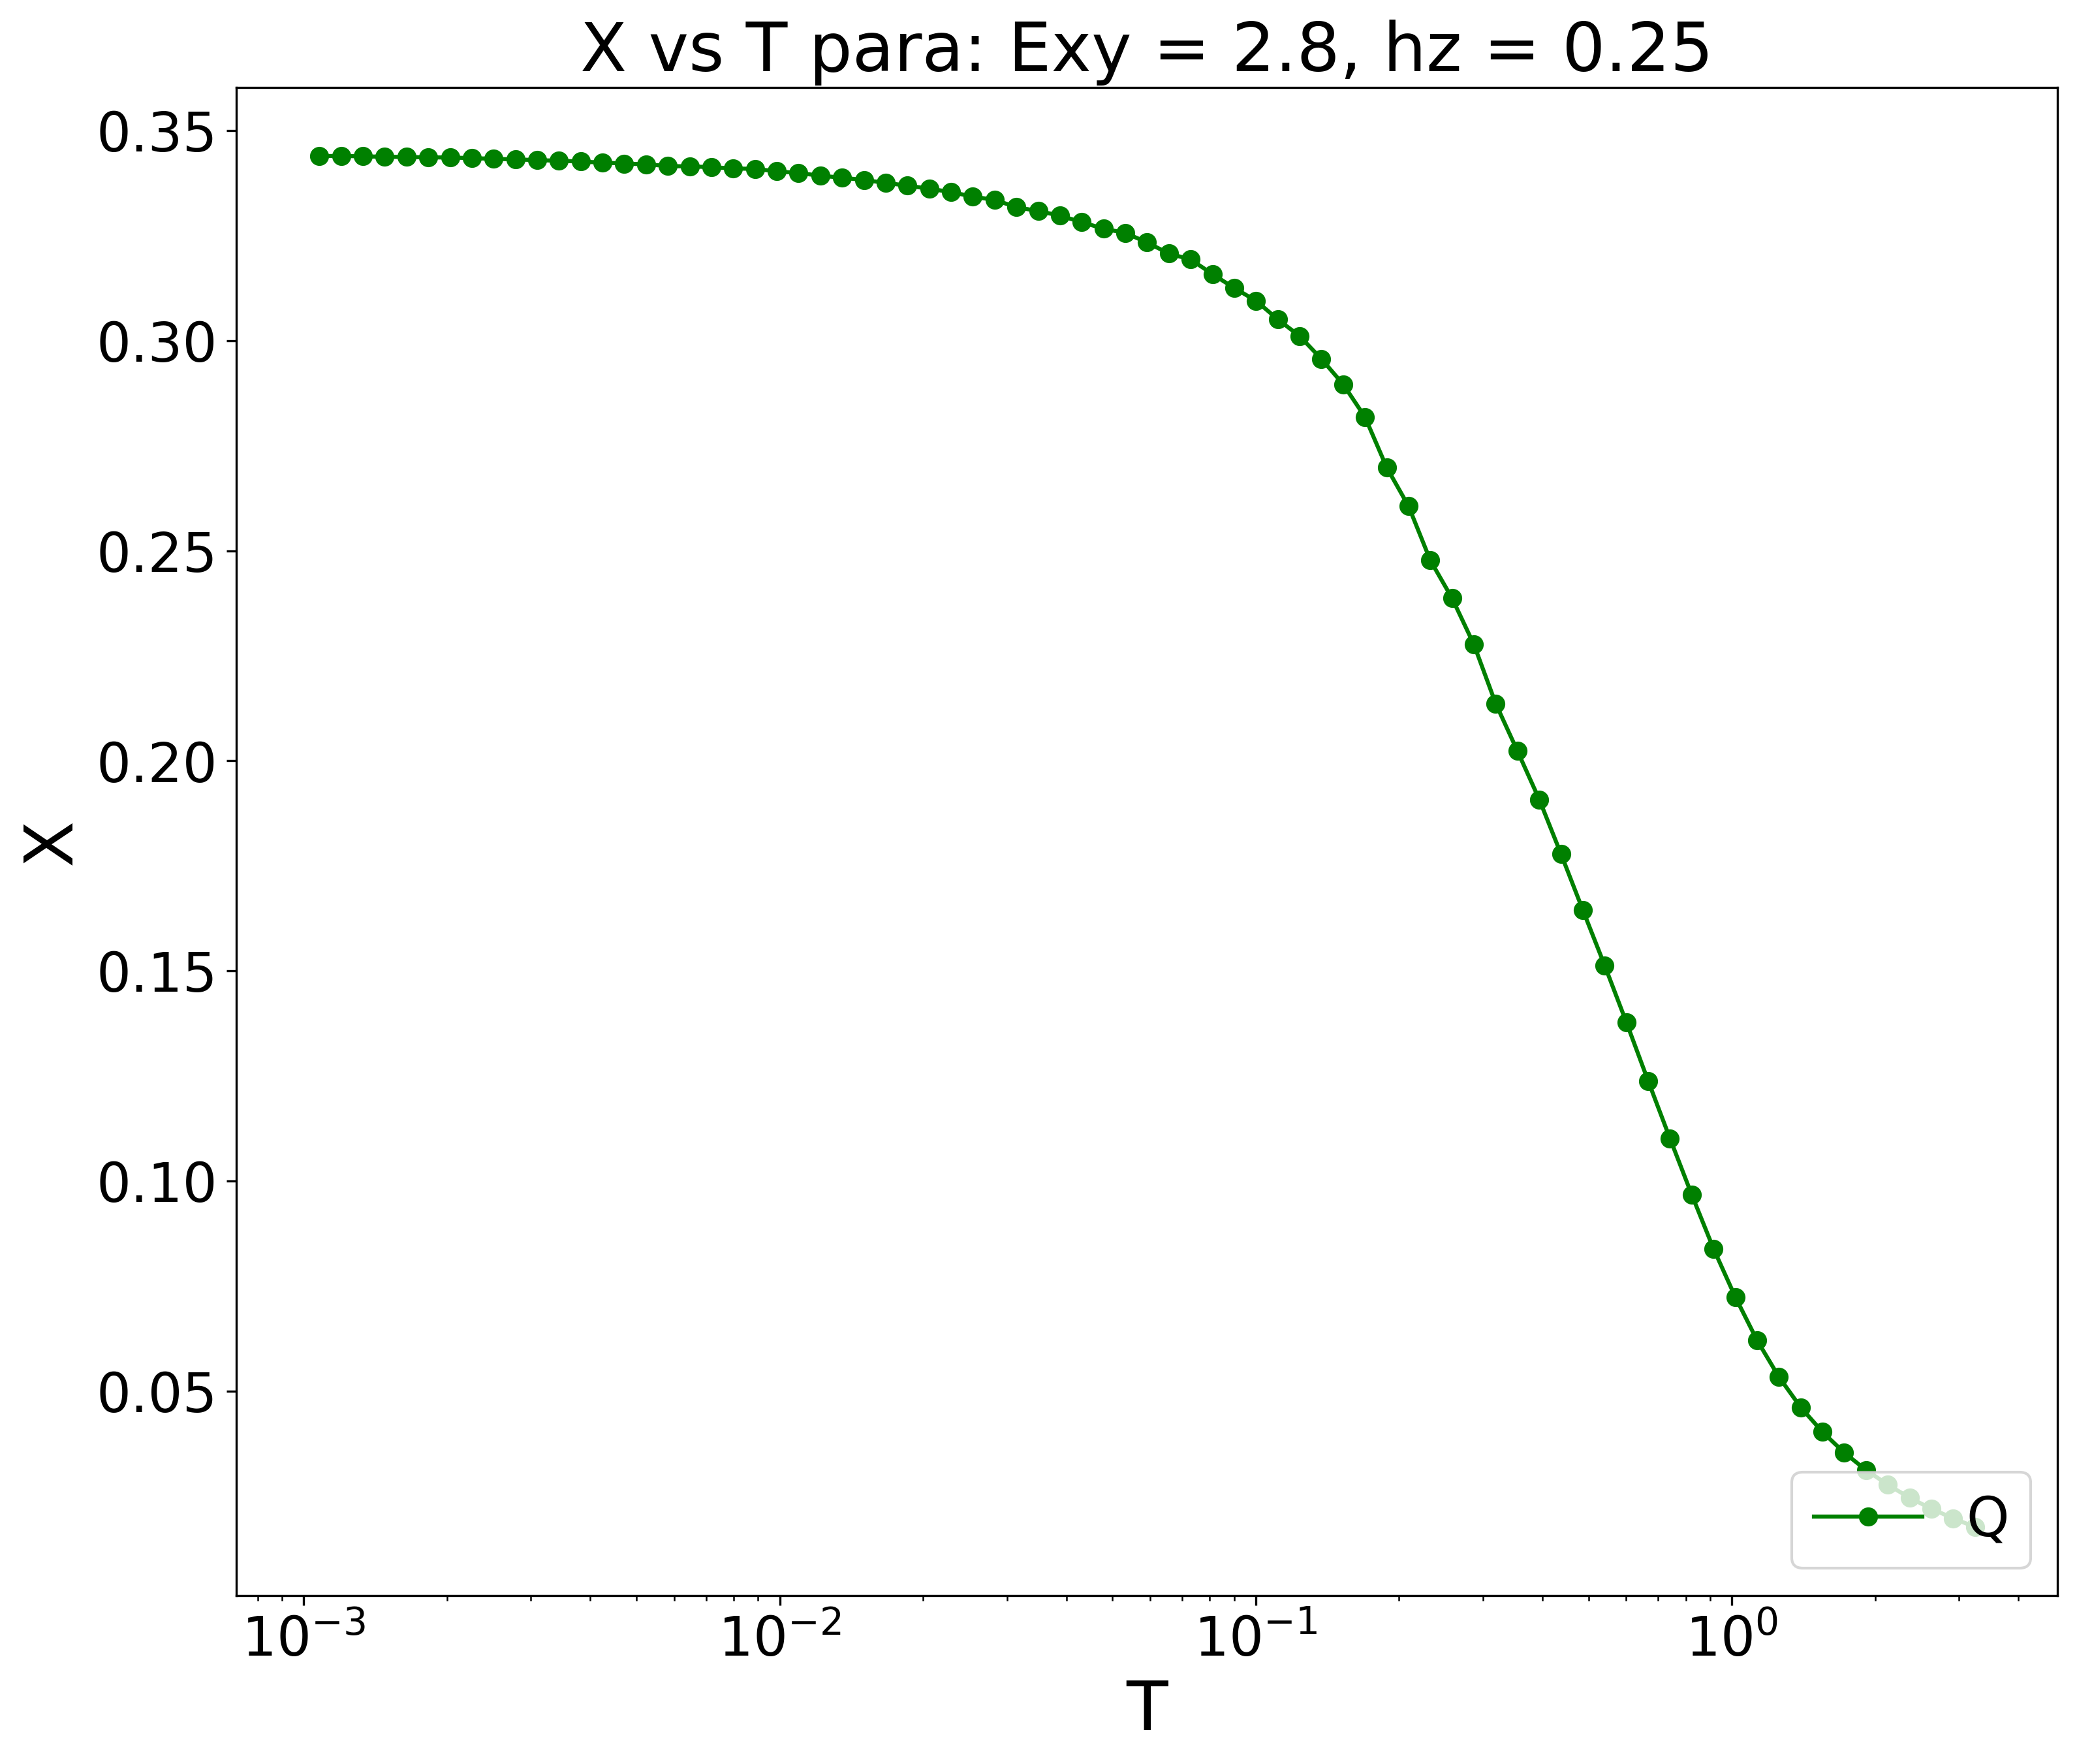 X vs T para: Exy = 2.8, hz = 0.25
0.35
0.30
0.25
0.20
0.15
0.10
0.05
X
Q
10⁻³ 10⁻² 10⁻¹ 10⁰
T